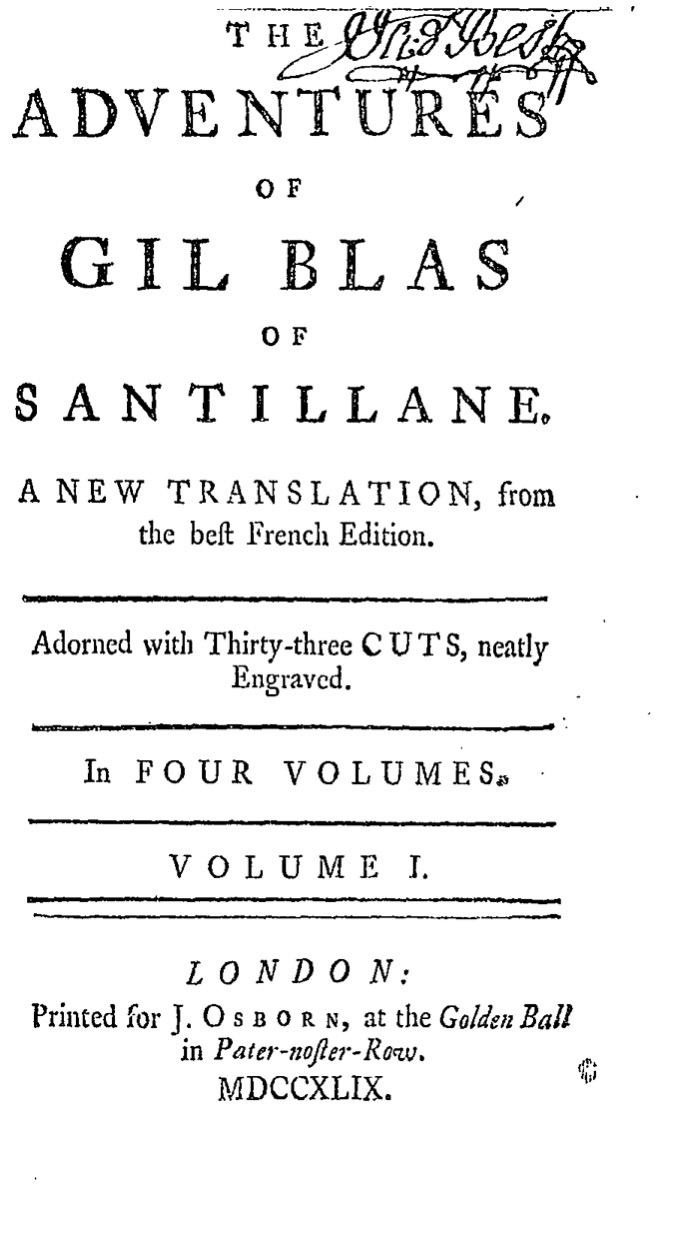 THE
ADVENTURES
OF
GIL BLAS
OF
SANTILLANE.
A NEW TRANSLATION, from
the beſt French Edition.
Adorned with Thirty-three CUTS, neatly
Engraved.
In FOUR VOLUMES.
VOLUME I.
LONDON:
Printed for J. OSBORN, at the Golden Ball
in Pater-noſter-Row.
MDCCXLIX.